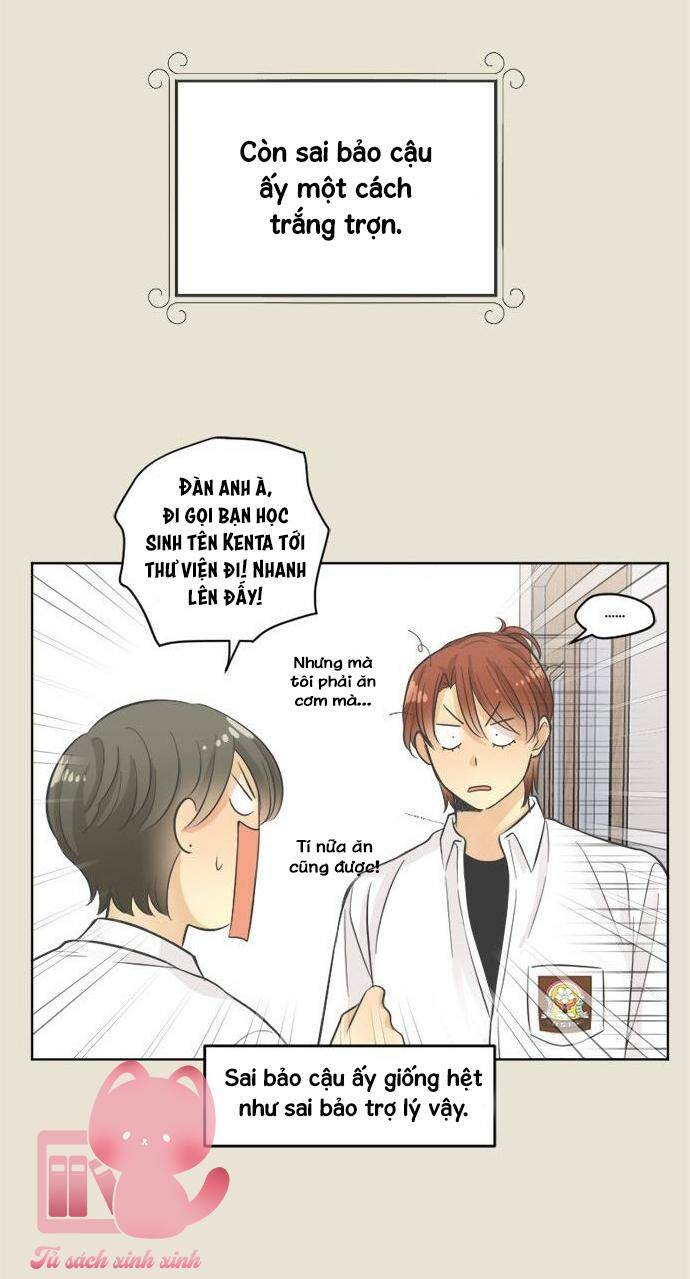 Còn sai bảo cậu
ấy một cách
trắng trợn.
ĐÀN ANH À,
ĐI GỌI BẠN HỌC
SINH TÊN KENTA TỚI
THƯ VIỆN ĐI! NHANH
LÊN ĐẤY!
......
Nhưng mà
tôi phải ăn
cơm mà...
Tí nữa ăn
cũng được!
Sai bảo cậu ấy giống hệt
như sai bảo trợ lý vậy.
Tủ sách xinh xinh